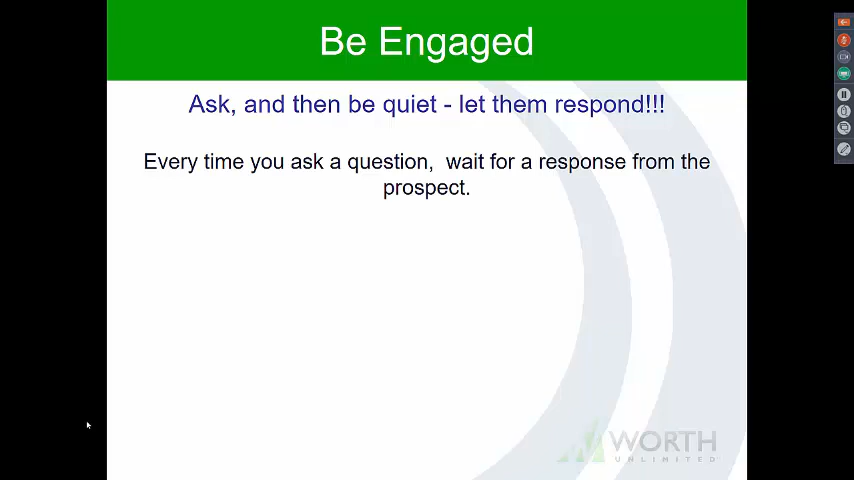 Be Engaged
Ask, and then be quiet - let them respond!!!
Every time you ask a question, wait for a response from the
prospect.
WORTH
UNLIMITED